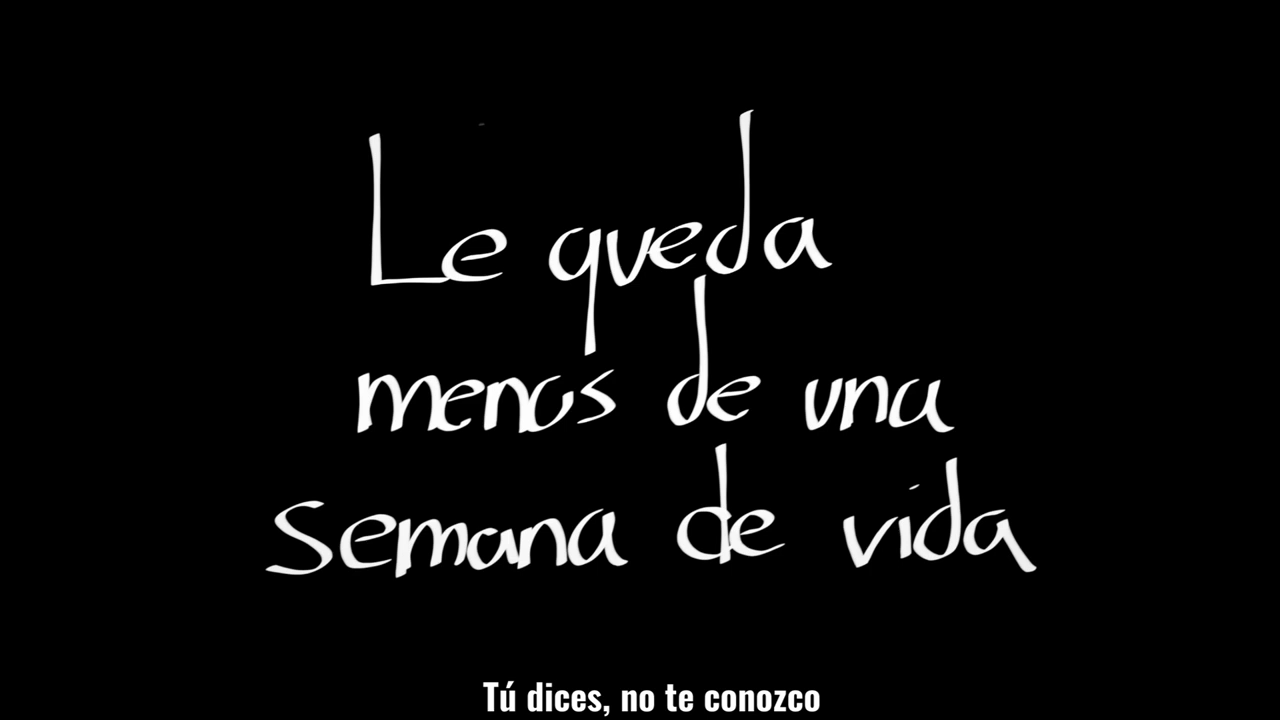 Le queda
menos de una
semana de vida
Tú dices, no te conozco